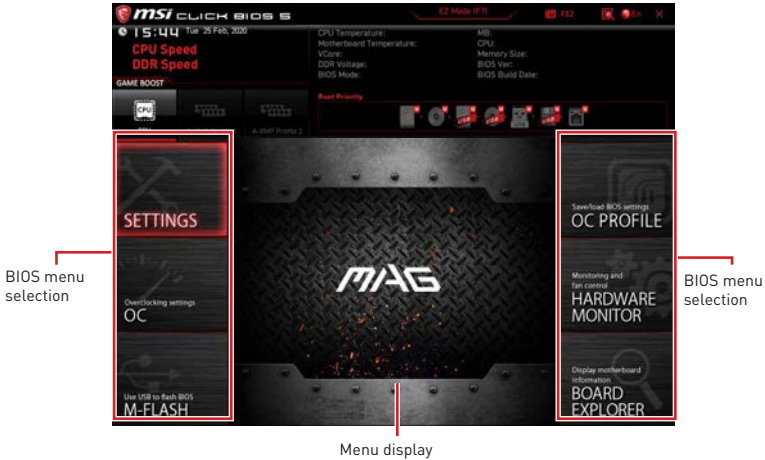 msi CLICK BIOS 5
EZ Mode (F7)
F12
En
15:44 Tue 25 Feb, 2020
CPU Speed
DDR Speed
CPU Temperature:
Motherboard Temperature:
VCore:
DDR Voltage:
BIOS Mode:
MB:
CPU:
Memory Size:
BIOS Ver:
BIOS Build Date:
GAME BOOST
Boot Priority
CPU
A-XMP Profile 2
USB
USB
USB
SETTINGS
Overclocking settings
OC
Use USB to flash BIOS
M-FLASH
MAG
Save/load BIOS settings
OC PROFILE
Monitoring and
fan control
HARDWARE
MONITOR
Display motherboard
information
BOARD
EXPLORER
BIOS menu
selection
BIOS menu
selection
Menu display